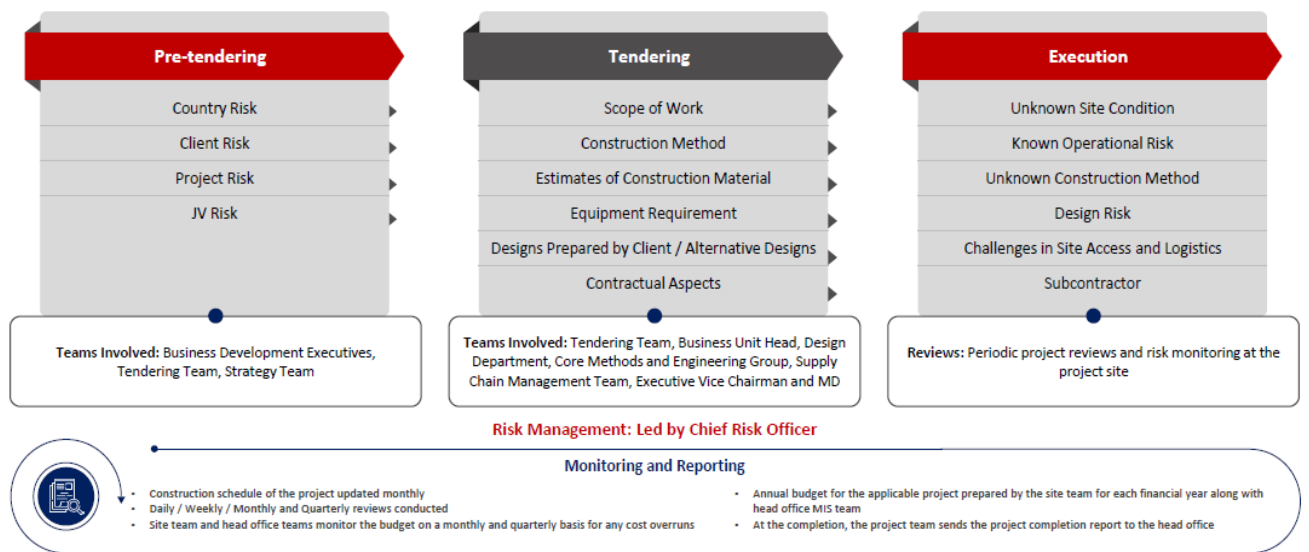 Pre-tendering
Country Risk
Client Risk
Project Risk
JV Risk
Teams Involved: Business Development Executives,
Tendering Team, Strategy Team
Tendering
Scope of Work
Construction Method
Estimates of Construction Material
Equipment Requirement
Designs Prepared by Client / Alternative Designs
Contractual Aspects
Teams Involved: Tendering Team, Business Unit Head, Design
Department, Core Methods and Engineering Group, Supply
Chain Management Team, Executive Vice Chairman and MD
Execution
Unknown Site Condition
Known Operational Risk
Unknown Construction Method
Design Risk
Challenges in Site Access and Logistics
Subcontractor
Reviews: Periodic project reviews and risk monitoring at the
project site
Risk Management: Led by Chief Risk Officer
Monitoring and Reporting
• Construction schedule of the project updated monthly
• Daily / Weekly / Monthly and Quarterly reviews conducted
• Site team and head office teams monitor the budget on a monthly and quarterly basis for any cost overruns
• Annual budget for the applicable project prepared by the site team for each financial year along with
head office MIS team
• At the completion, the project team sends the project completion report to the head office